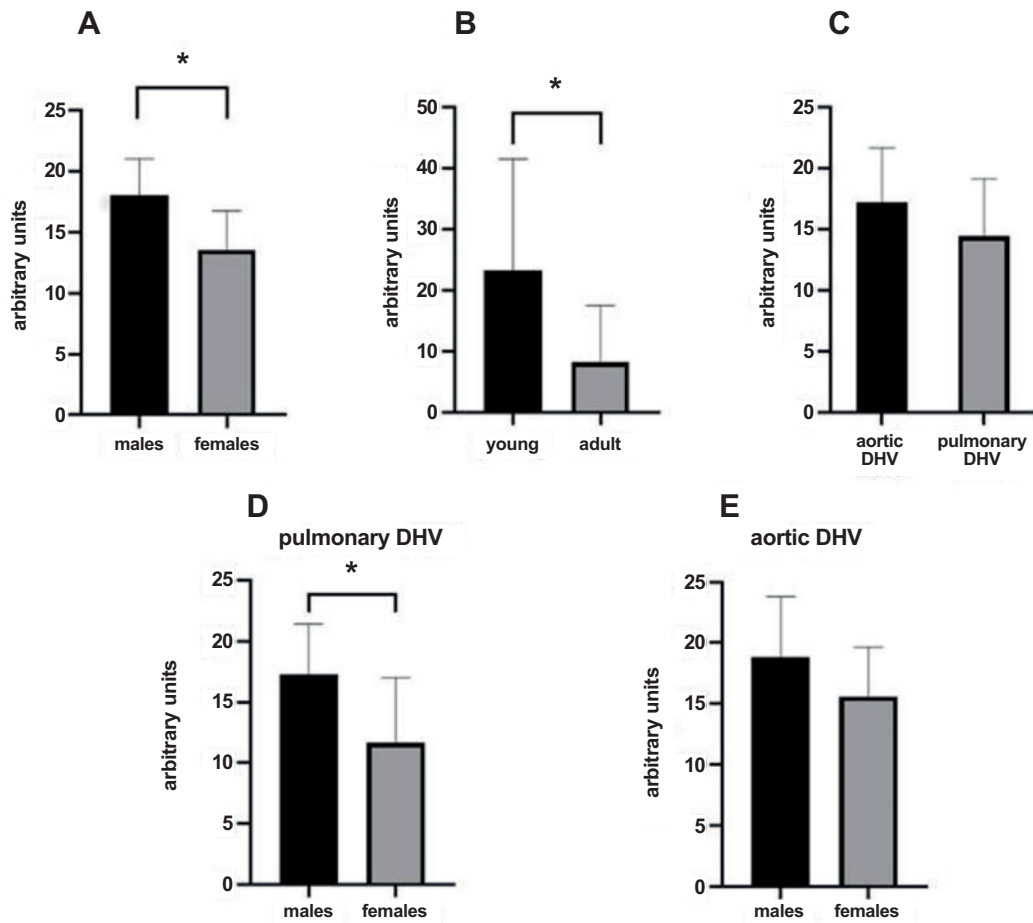 A
*
25
20
15
10
5
0
arbitrary units
males females
B
*
50
40
30
20
10
0
arbitrary units
young adult
C
25
20
15
10
5
0
arbitrary units
aortic pulmonary
DHV DHV
D
pulmonary DHV
*
25
20
15
10
5
0
arbitrary units
males females
E
aortic DHV
25
20
15
10
5
0
arbitrary units
males females